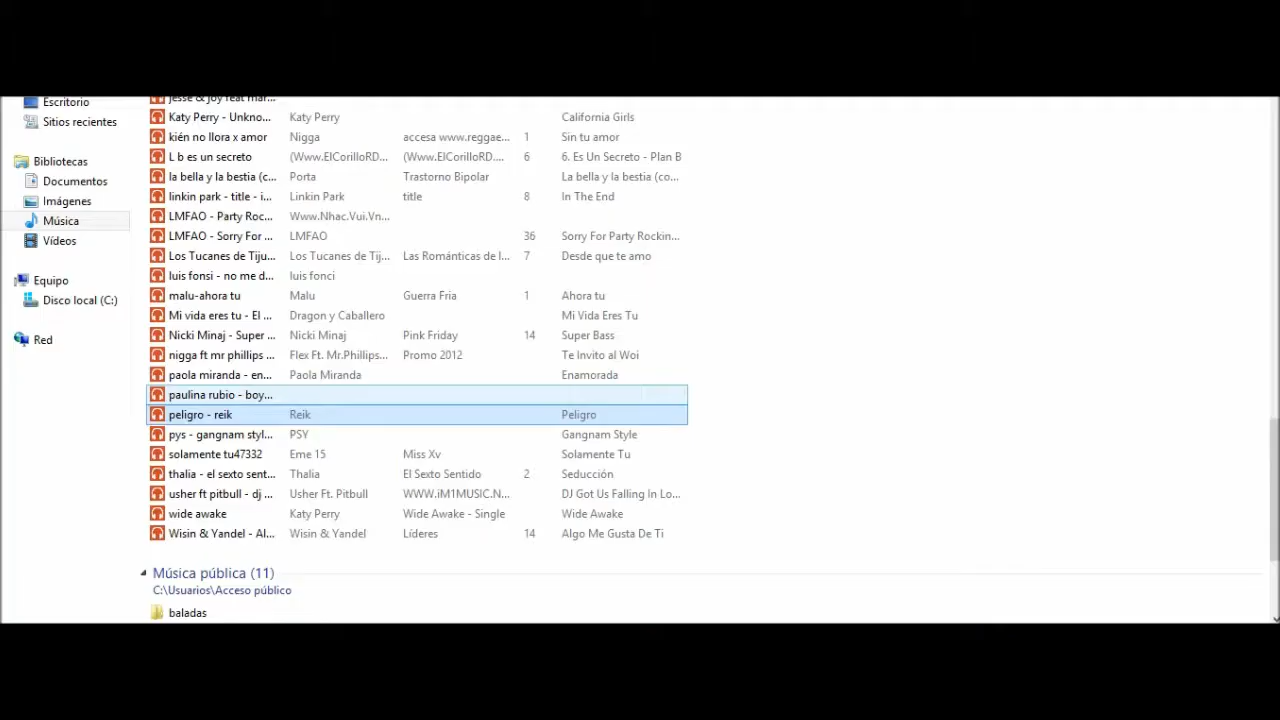 Escritorio
Sitios recientes
Bibliotecas
Documentos
Imágenes
Música
Vídeos
Equipo
Disco local (C:)
Red
jesse & joy feat mar...
Katy Perry - Unkno... Katy Perry California Girls
kién no llora x amor Nigga accesa www.reggae... 1 Sin tu amor
L b es un secreto (Www.ElCorilloRD... (Www.ElCorilloRD.... 6 6. Es Un Secreto - Plan B
la bella y la bestia (c... Porta Trastorno Bipolar La bella y la bestia (co...
linkin park - title - i... Linkin Park title 8 In The End
LMFAO - Party Roc... Www.Nhac.Vui.Vn...
LMFAO - Sorry For ... LMFAO 36 Sorry For Party Rockin...
Los Tucanes de Tiju... Los Tucanes de Tij... Las Románticas de l... 7 Desde que te amo
luis fonsi - no me d... luis fonci
malu-ahora tu Malu Guerra Fria 1 Ahora tu
Mi vida eres tu - El ... Dragon y Caballero Mi Vida Eres Tu
Nicki Minaj - Super ... Nicki Minaj Pink Friday 14 Super Bass
nigga ft mr phillips ... Flex Ft. Mr.Phillips... Promo 2012 Te Invito al Woi
paola miranda - en... Paola Miranda Enamorada
paulina rubio - boy...
peligro - reik Reik Peligro
pys - gangnam styl... PSY Gangnam Style
solamente tu47332 Eme 15 Miss Xv Solamente Tu
thalia - el sexto sent... Thalia El Sexto Sentido 2 Seducción
usher ft pitbull - dj ... Usher Ft. Pitbull WWW.iM1MUSIC.N... DJ Got Us Falling In Lo...
wide awake Katy Perry Wide Awake - Single Wide Awake
Wisin & Yandel - Al... Wisin & Yandel Líderes 14 Algo Me Gusta De Ti
Música pública (11)
C:\Usuarios\Acceso público
baladas